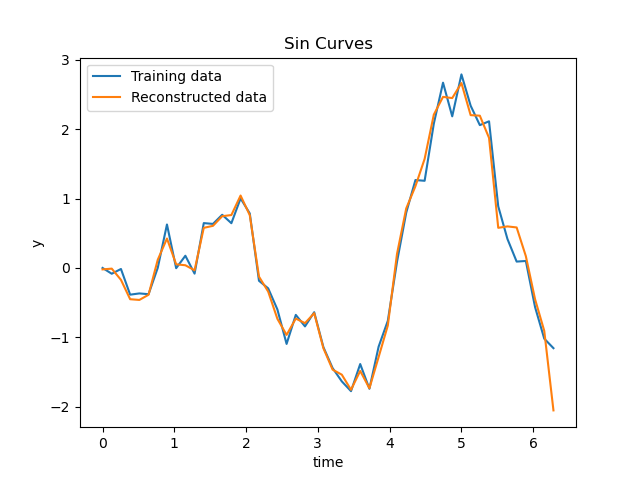 Sin Curves
Training data
Reconstructed data
3
2
1
0
−1
−2
y
0 1 2 3 4 5 6
time